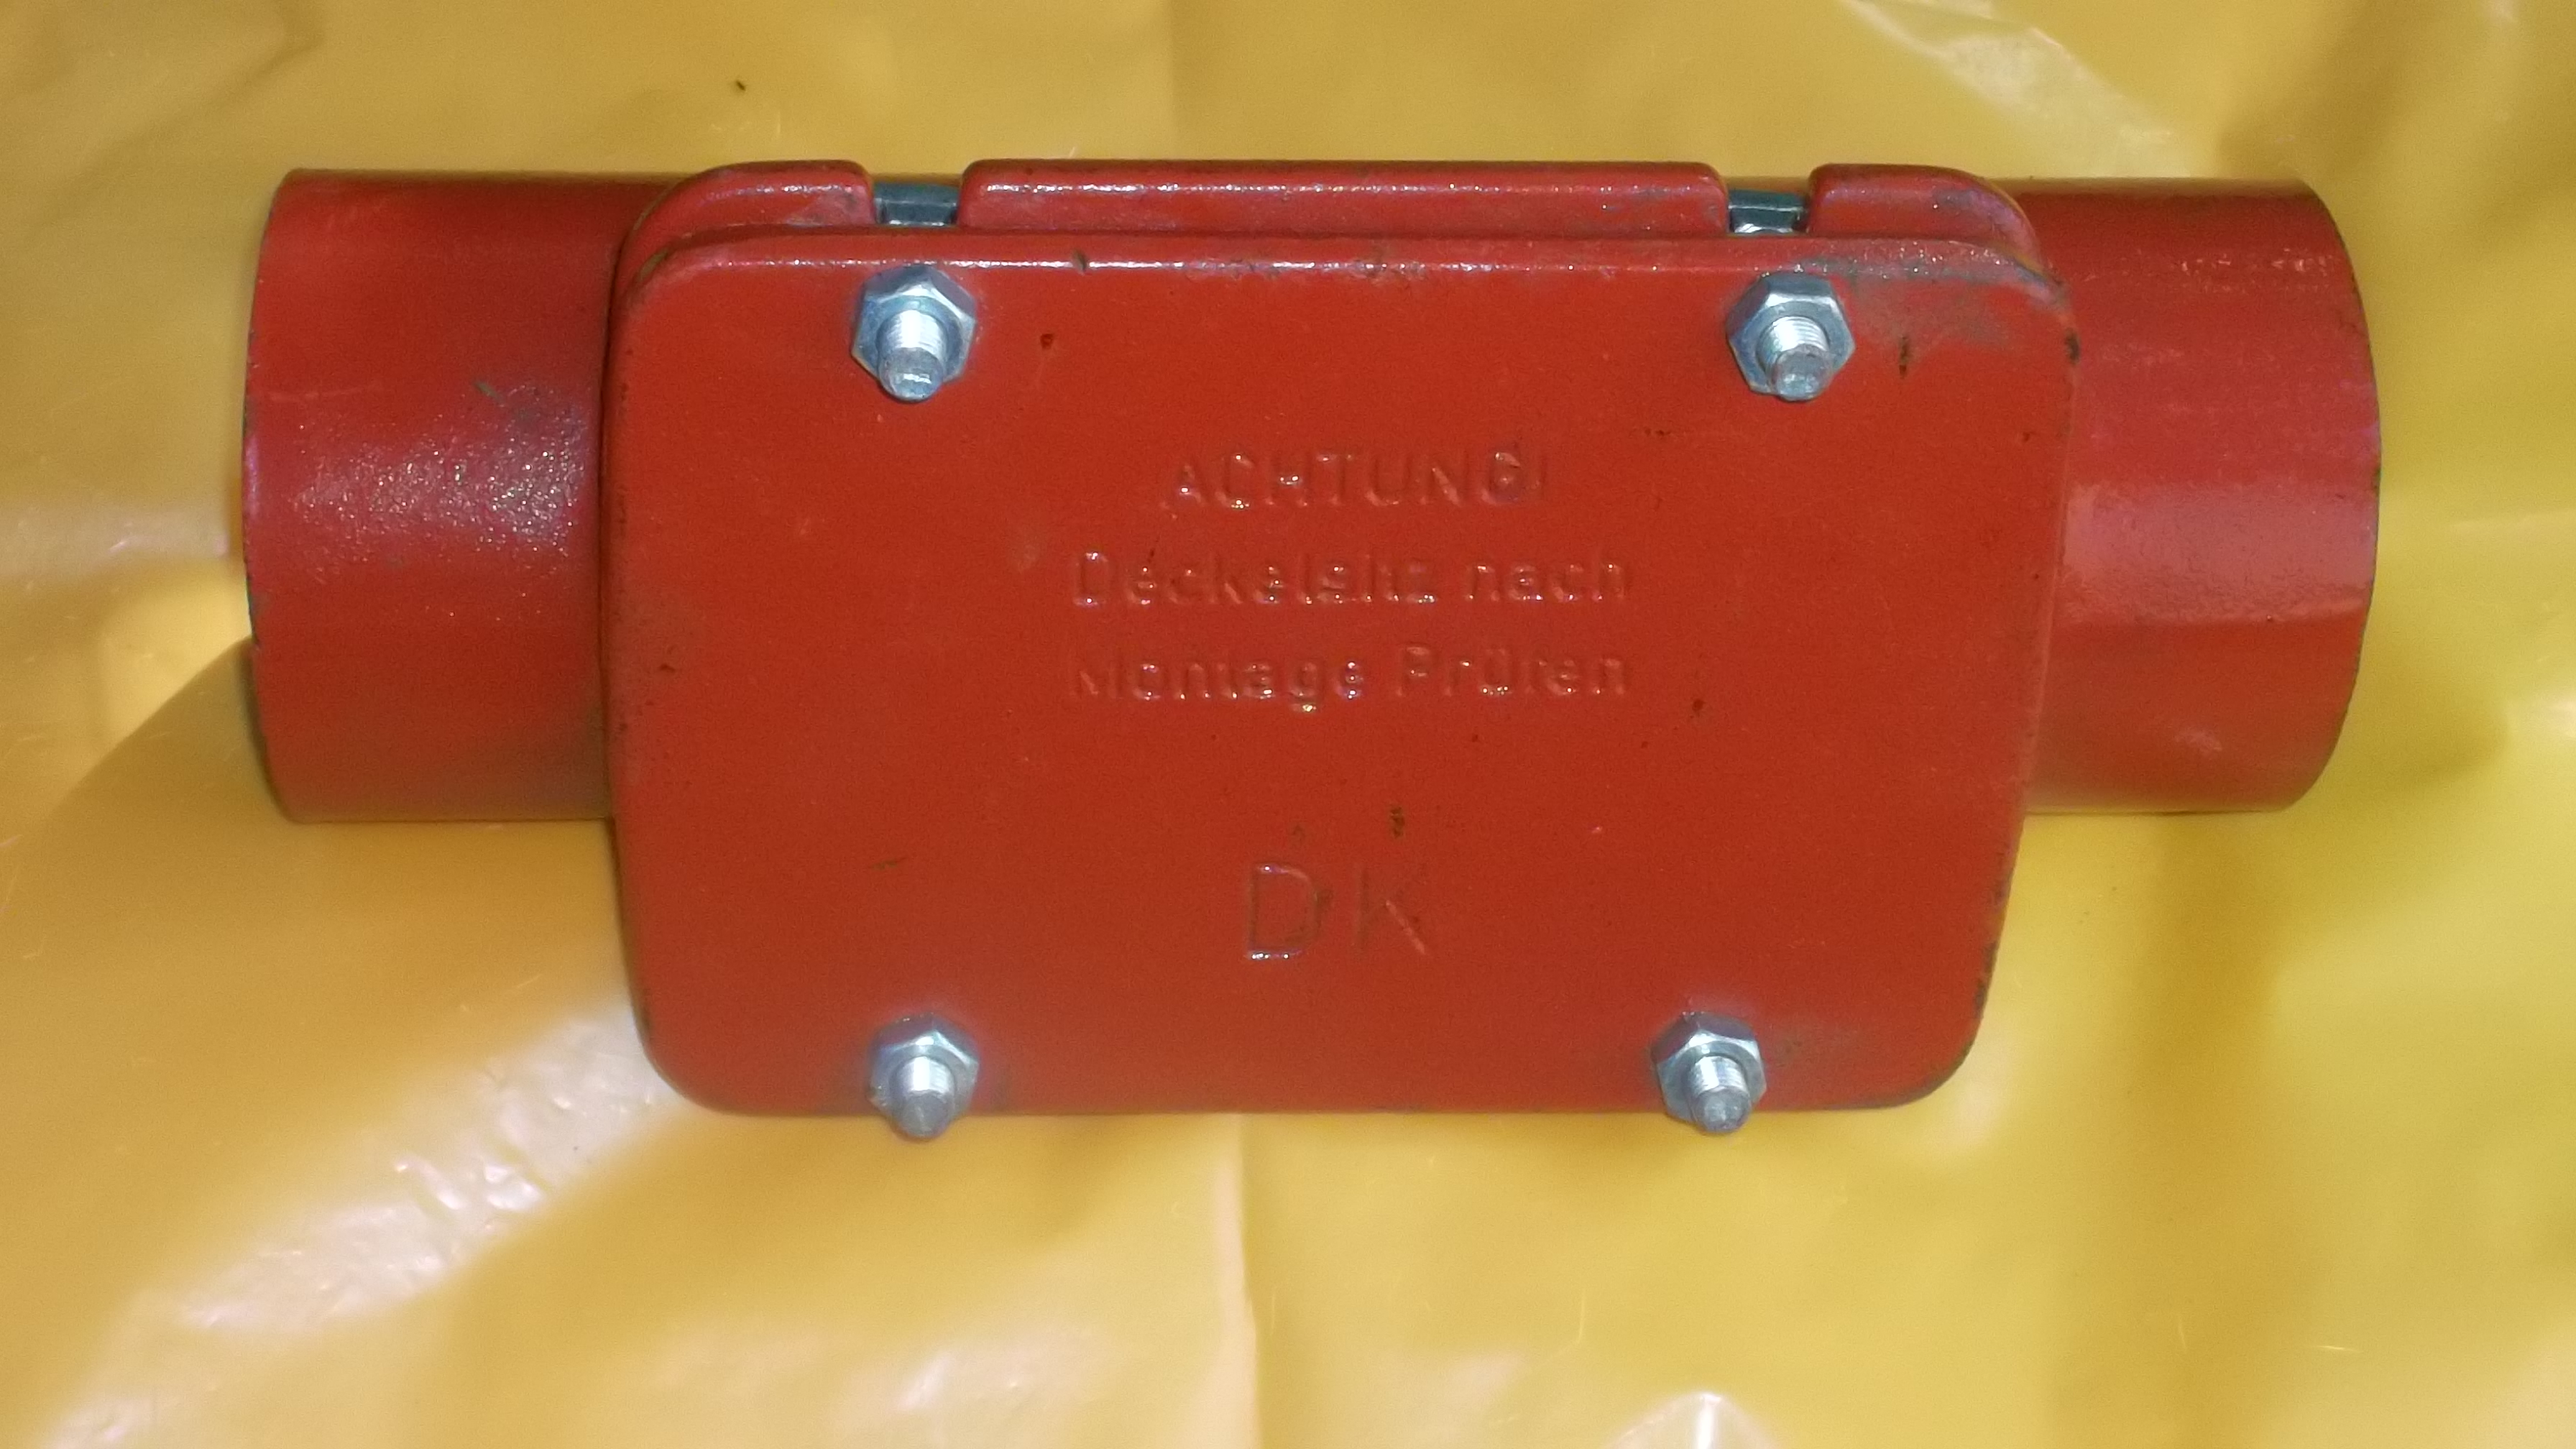 ACHTUNG!
Deckelsitz nach
Montage Prüfen
DK